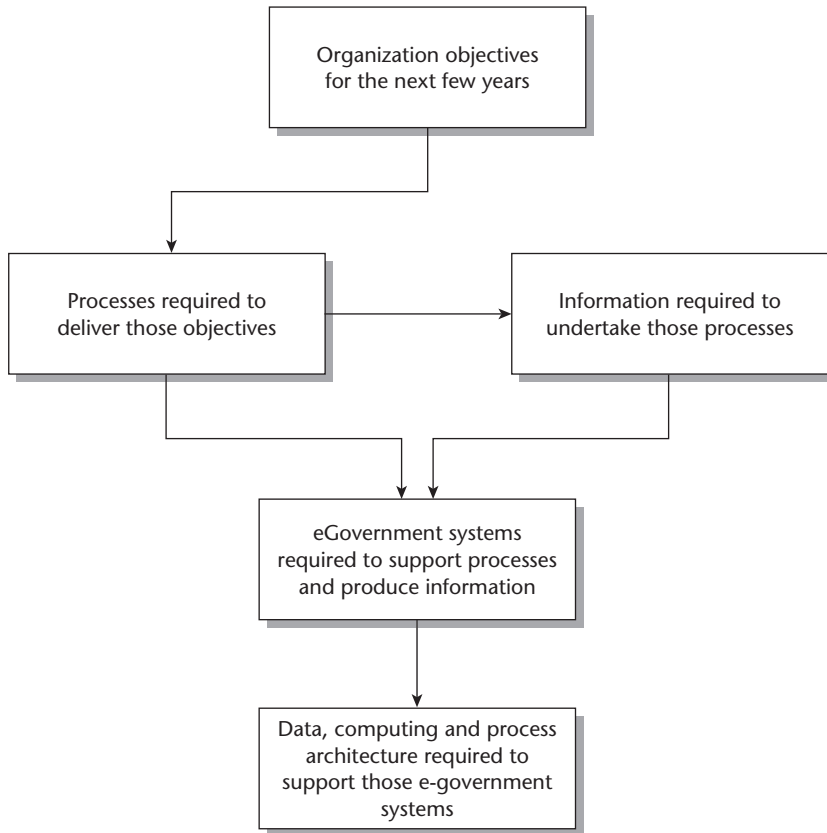 Organization objectives
for the next few years
Processes required to
deliver those objectives
Information required to
undertake those processes
eGovernment systems
required to support processes
and produce information
Data, computing and process
architecture required to
support those e-government
systems